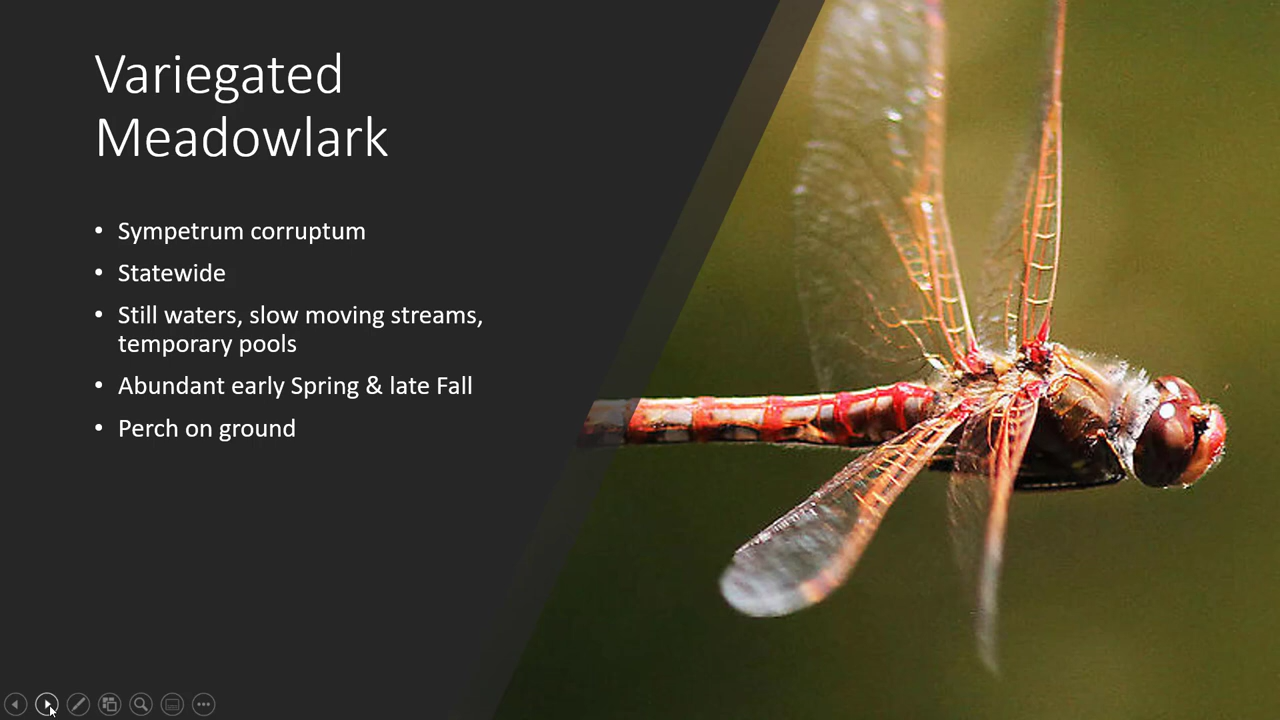 Variegated
Meadowlark
• Sympetrum corruptum
• Statewide
• Still waters, slow moving streams,
temporary pools
• Abundant early Spring & late Fall
• Perch on ground